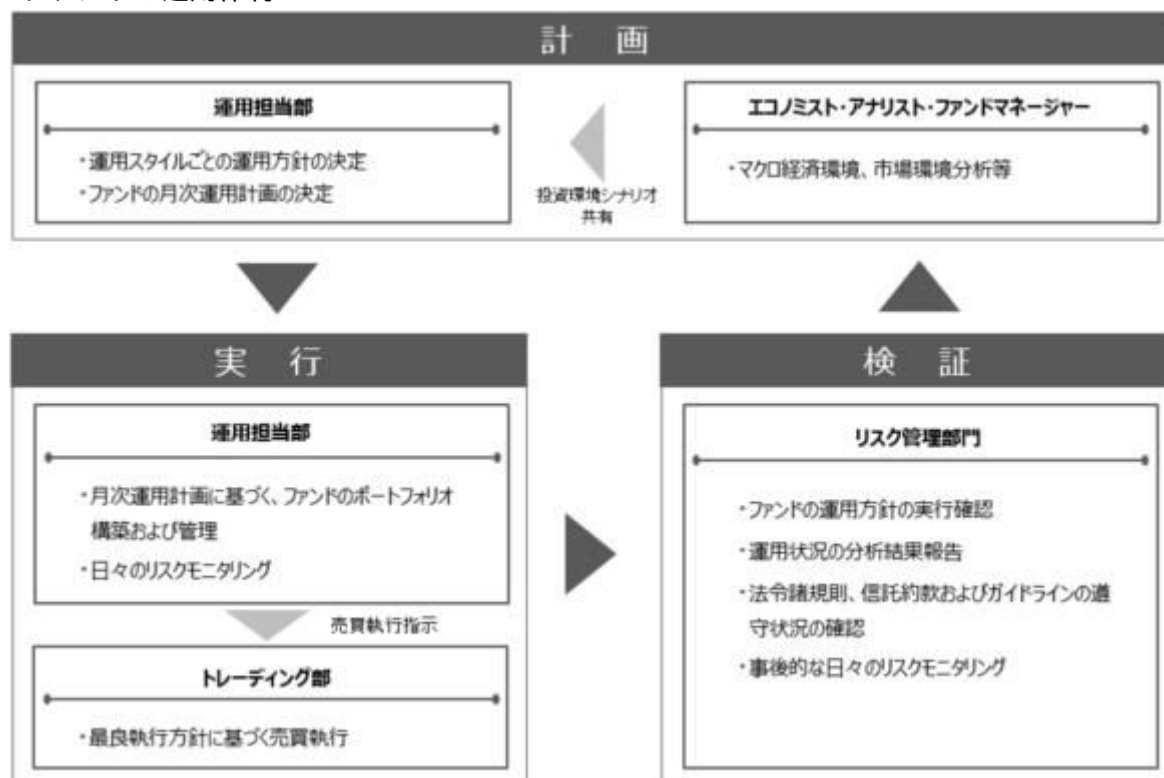 計 画
運用担当部
・運用スタイルごとの運用方針の決定
・ファンドの月次運用計画の決定
投資環境シナリオ
共有
エコノミスト・アナリスト・ファンドマネージャー
・マクロ経済環境、市場環境分析等
実 行
運用担当部
・月次運用計画に基づく、ファンドのポートフォリオ
構築および管理
・日々のリスクモニタリング
売買執行指示
トレーディング部
・最良執行方針に基づく売買執行
検 証
リスク管理部門
・ファンドの運用方針の実行確認
・運用状況の分析結果報告
・法令諸規則、信託約款およびガイドラインの遵
守状況の確認
・事後的な日々のリスクモニタリング